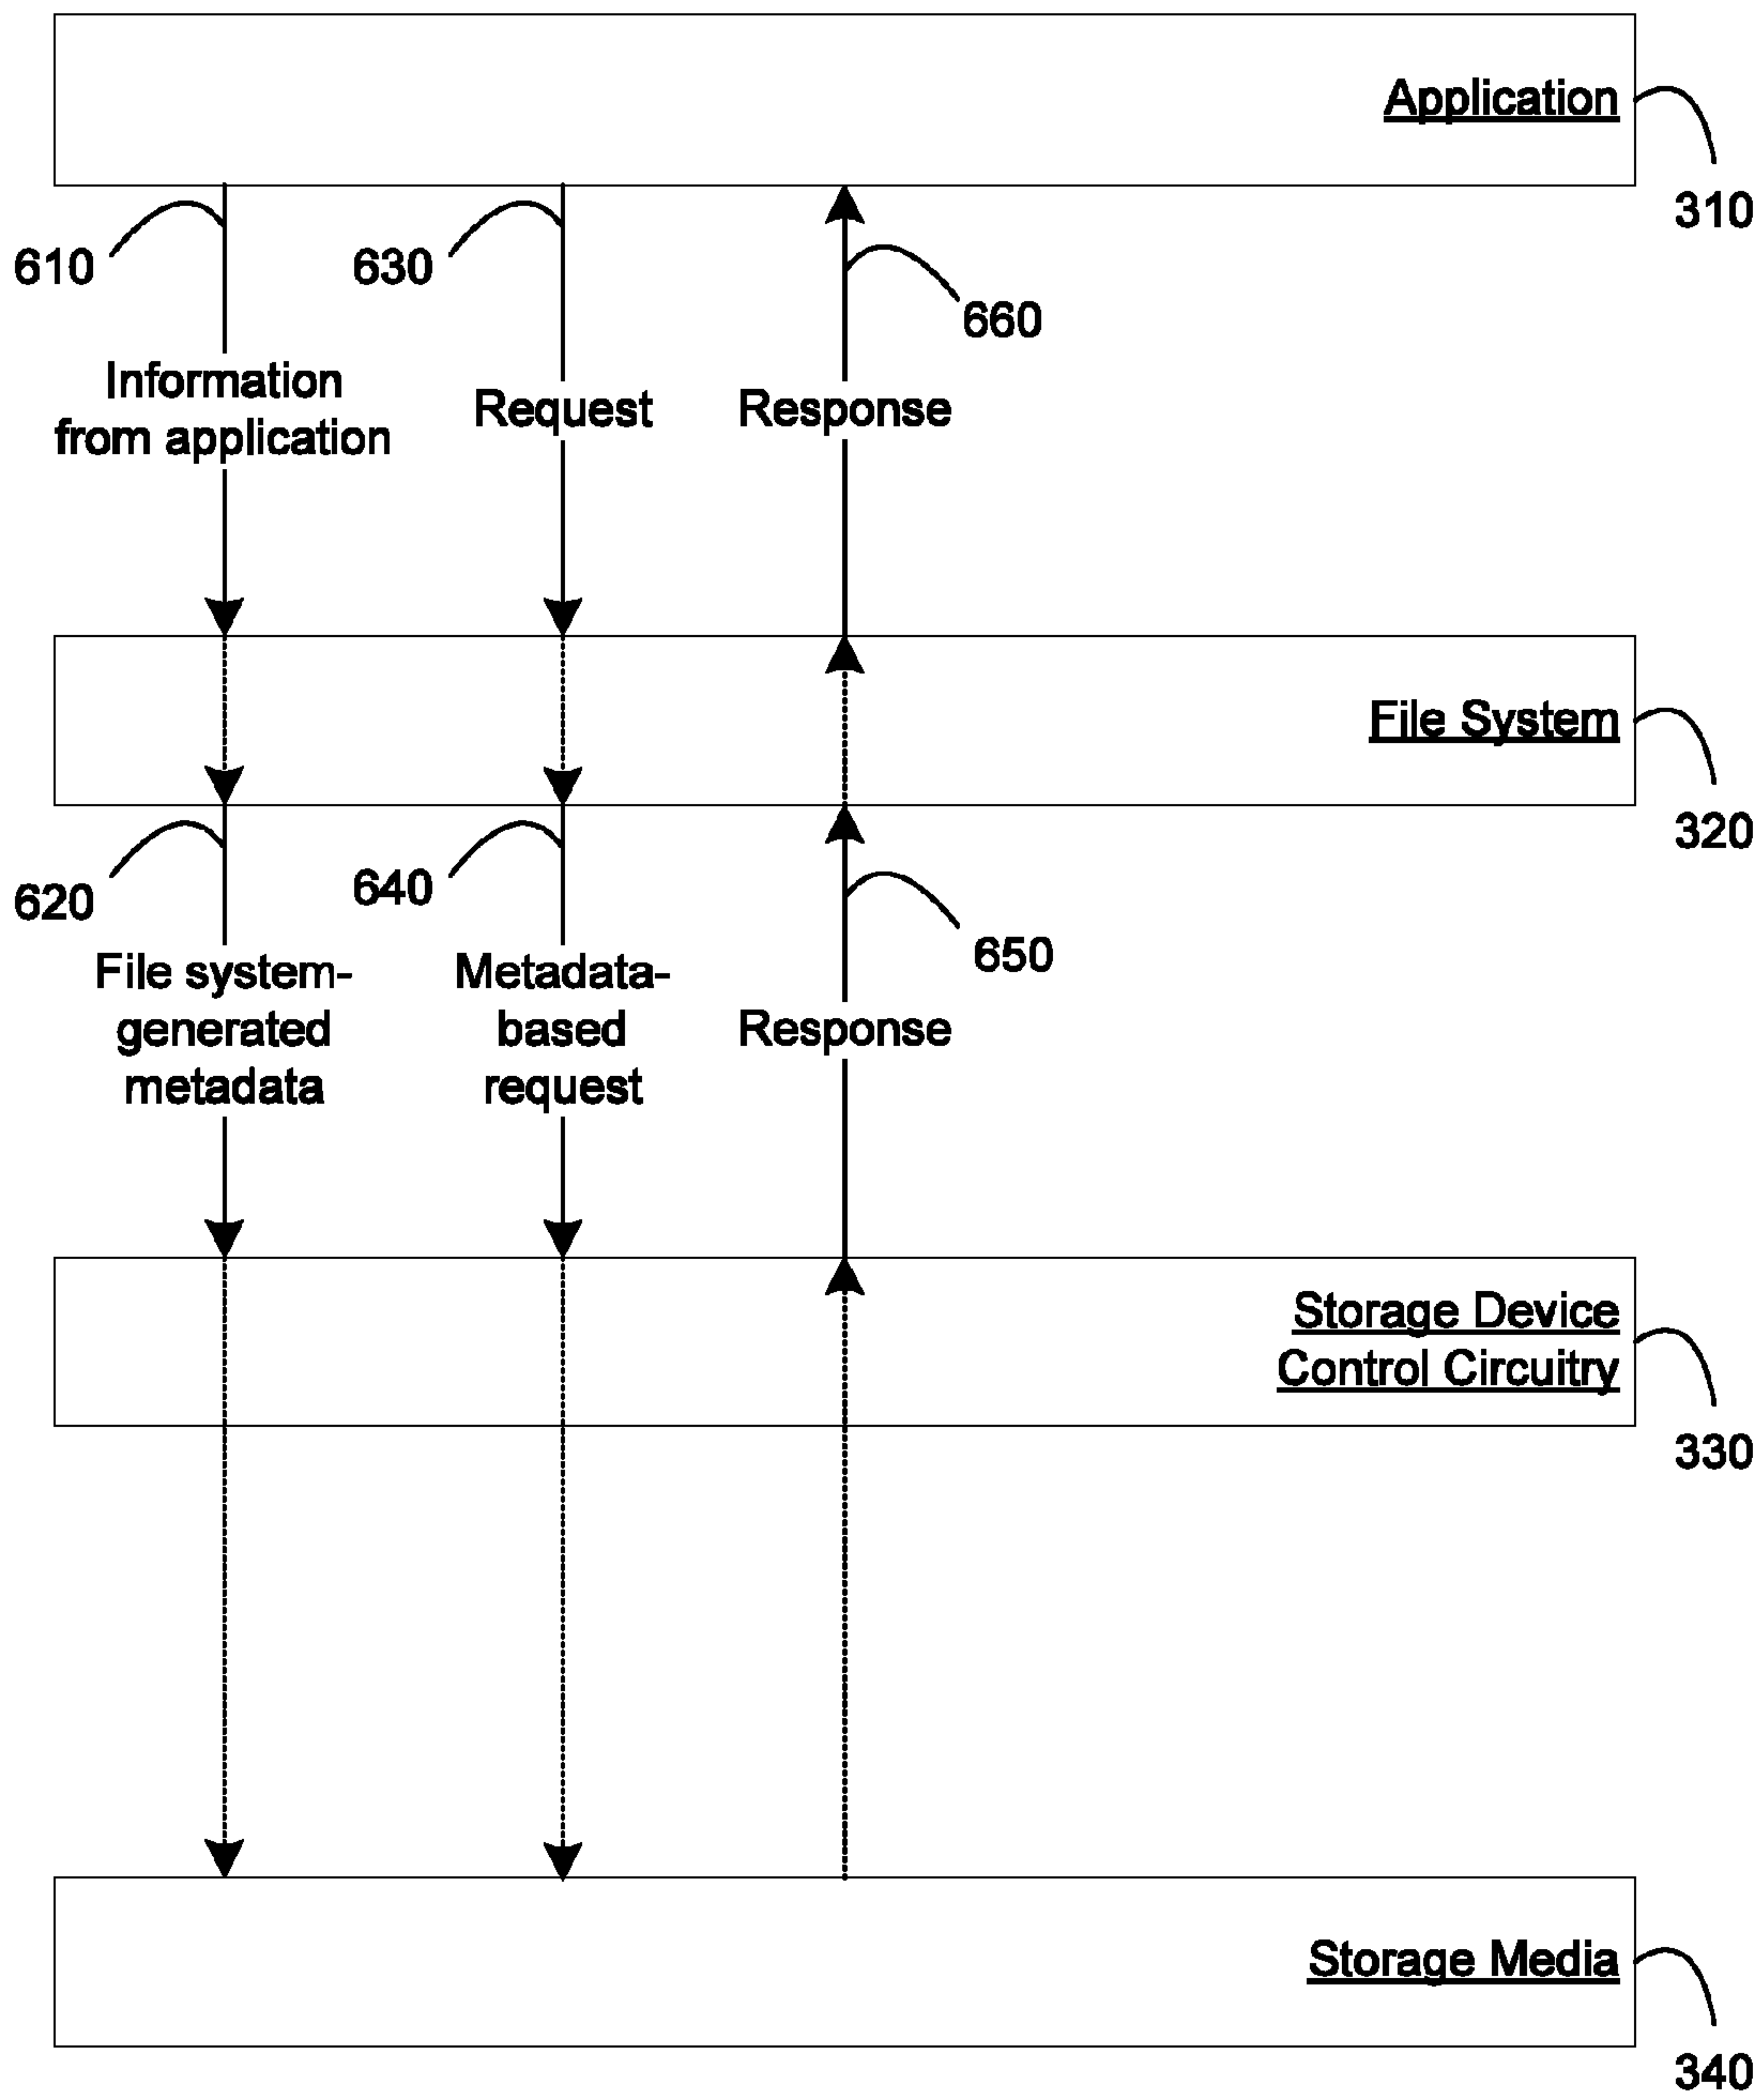 Application
310
610
630
660
Information
from application
Request
Response
File System
320
620
640
650
File system-
generated
metadata
Metadata-
based
request
Response
Storage Device
Control Circuitry
330
Storage Media
340